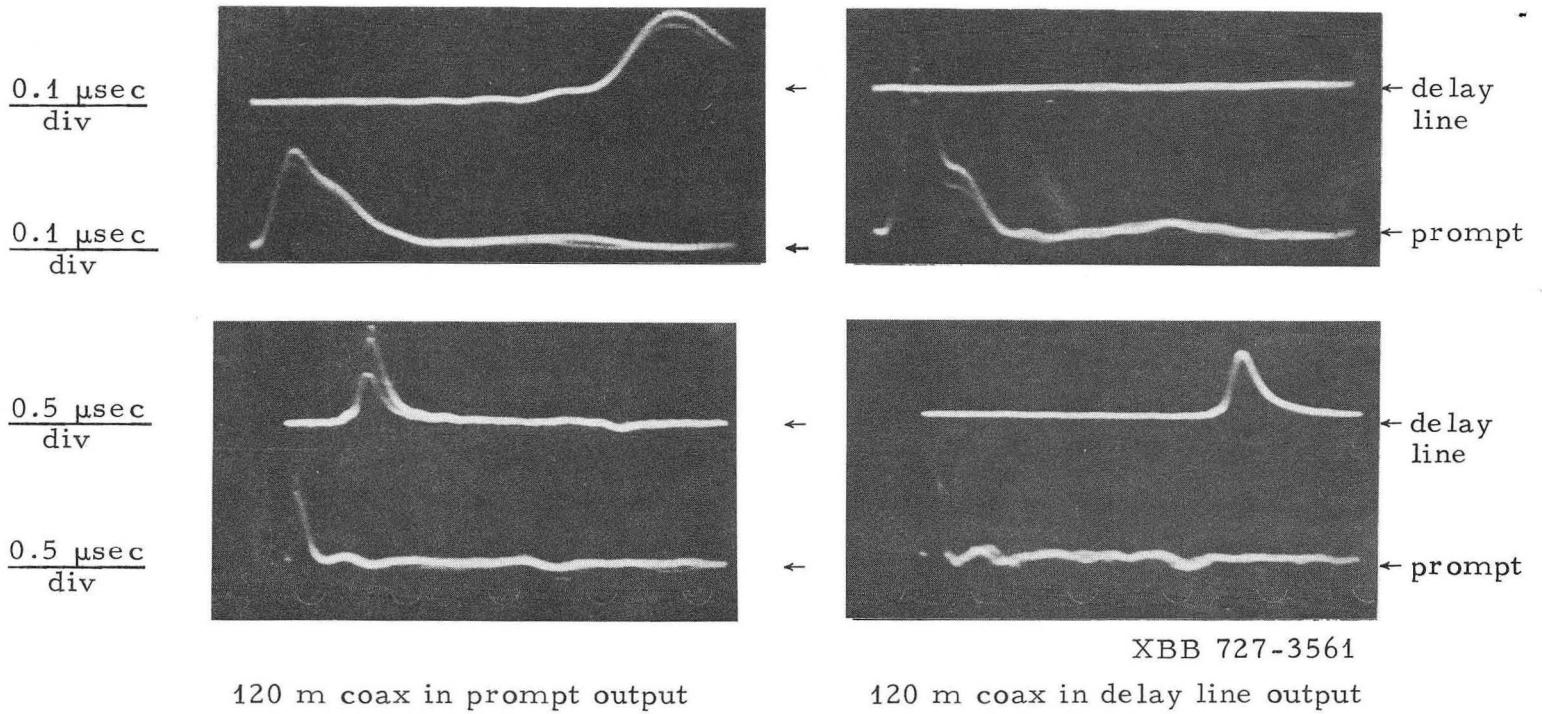 0.1 μsec
div
← ← delay
line
0.1 μsec
div
← ← prompt
0.5 μsec
div
← ← delay
line
0.5 μsec
div
← ← prompt
XBB 727-3561
120 m coax in prompt output
120 m coax in delay line output